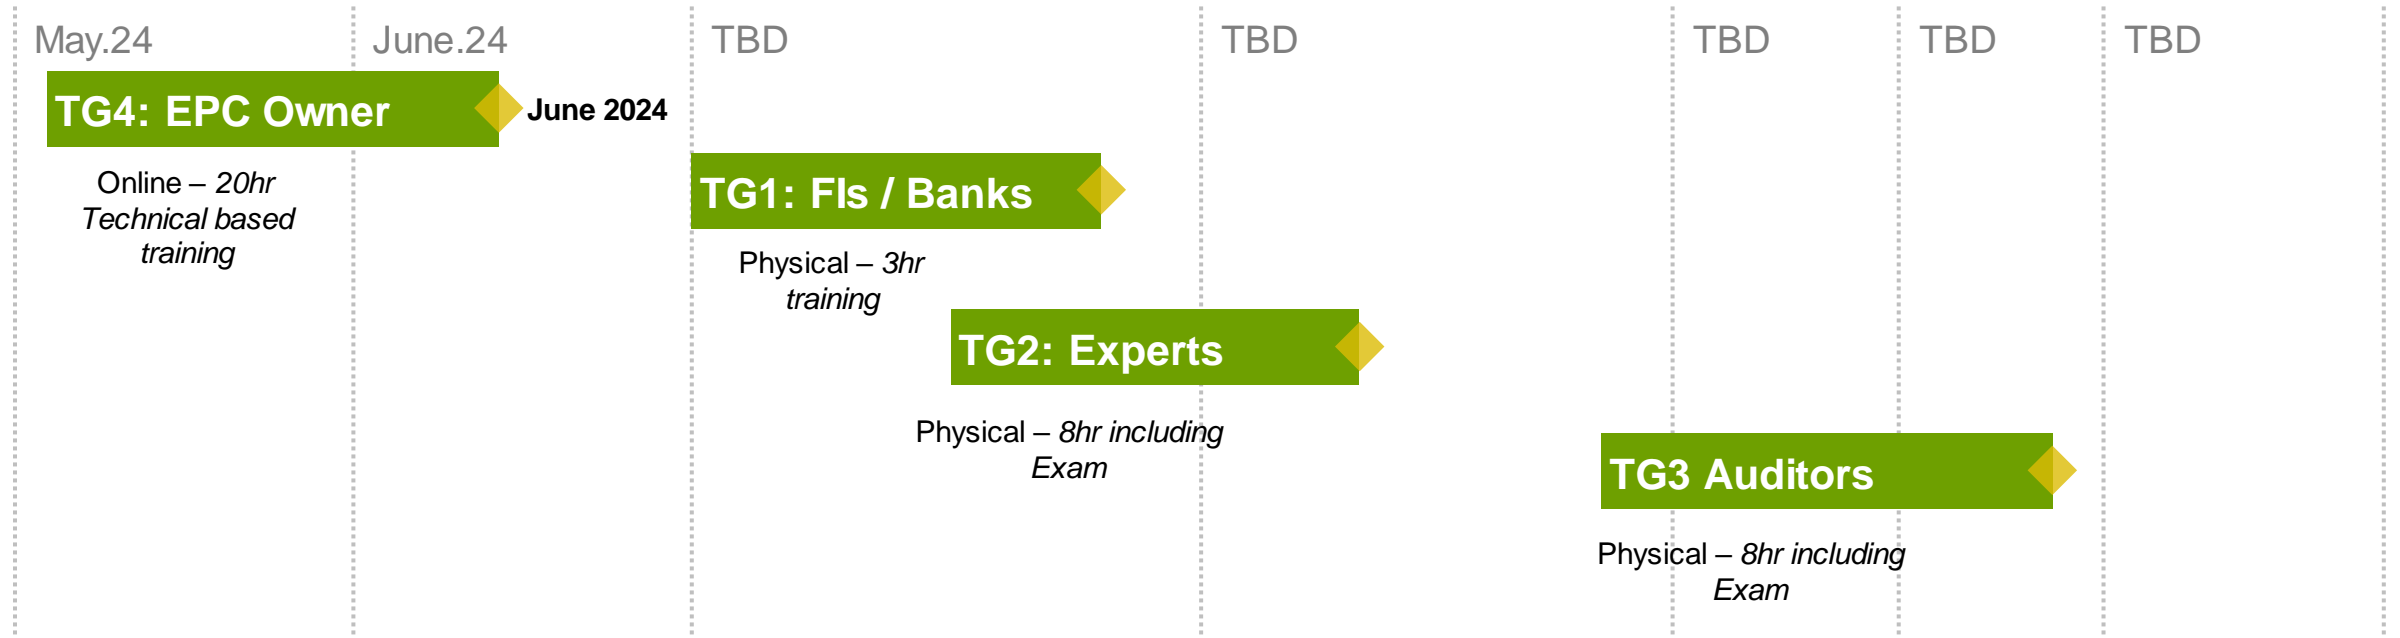 May.24
June.24
TBD
TBD
TBD
TBD
TBD
TG4: EPC Owner
June 2024
Online – 20hr
Technical based
training
TG1: FIs / Banks
Physical – 3hr
training
TG2: Experts
Physical – 8hr including
Exam
TG3 Auditors
Physical – 8hr including
Exam